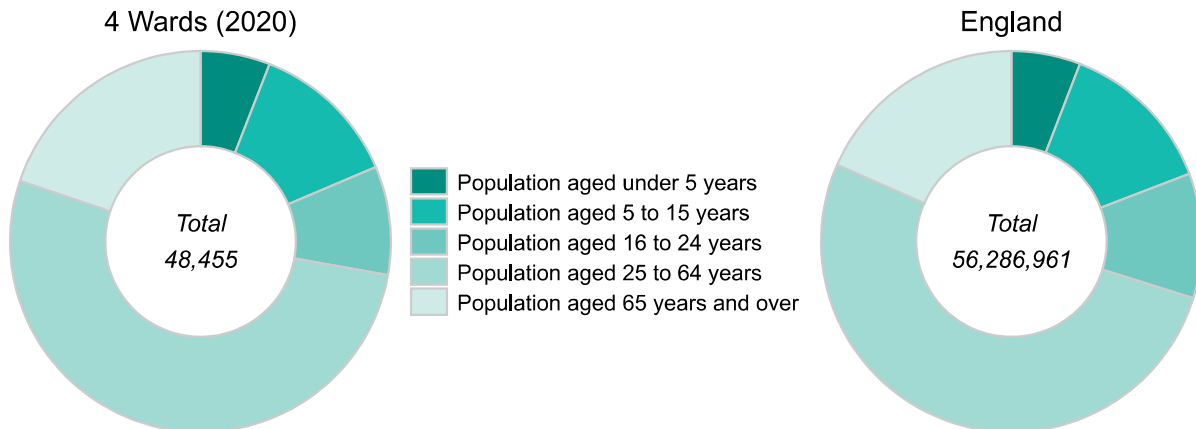 4 Wards (2020)
England
Total
48,455
Population aged under 5 years
Population aged 5 to 15 years
Population aged 16 to 24 years
Population aged 25 to 64 years
Population aged 65 years and over
Total
56,286,961